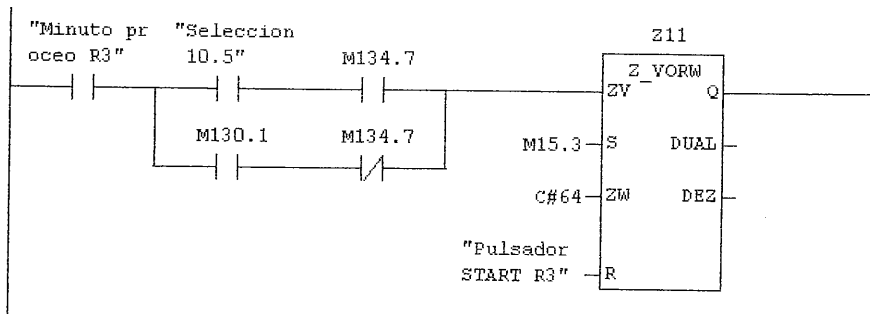 "Minuto pr
oceo R3"
"Seleccion
10.5"
M134.7
M130.1
M134.7
Z11
Z_VORW
ZV
Q
M15.3
S
DUAL
C#64
ZW
DEZ
"Pulsador
START R3"
R